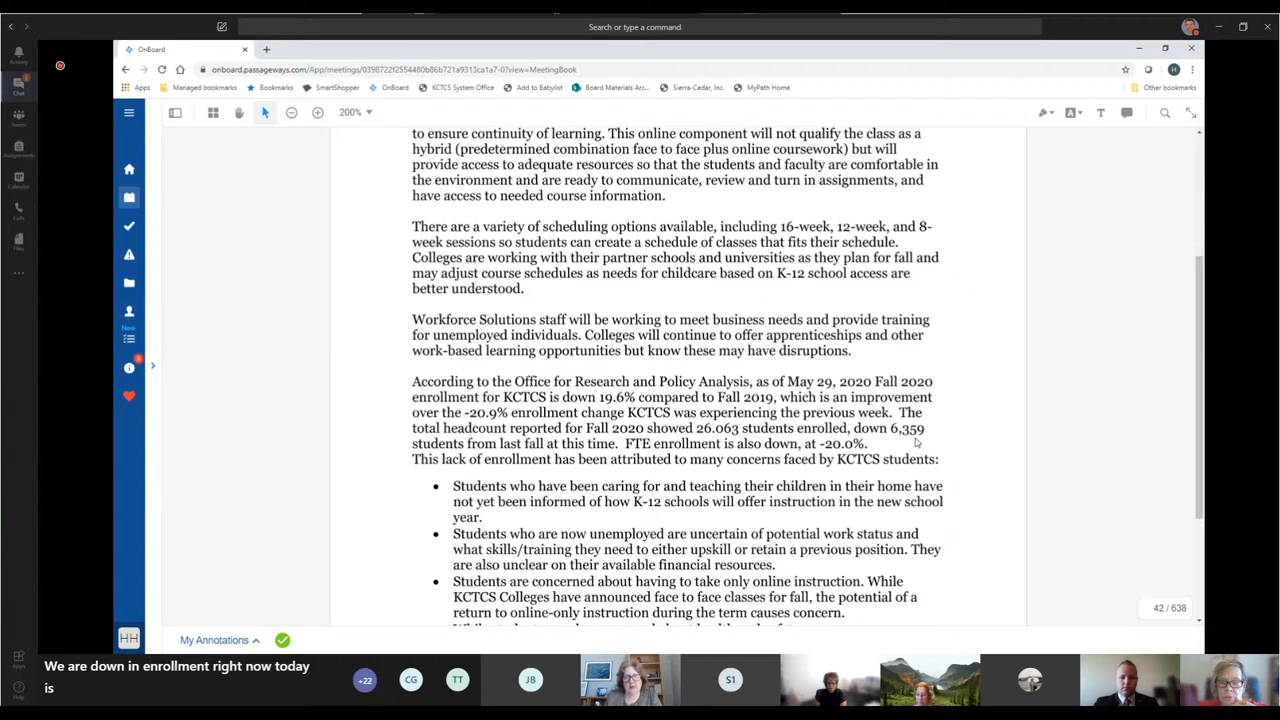 Search or type a command
OnBoard
onboard.passageways.com/App/meetings/0398722f2554480b86b721a9313ca1a7-0?view=MeetingBook
Apps
Managed bookmarks
Bookmarks
SmartShopper
OnBoard
KCTCS System Office
Add to Babylist
Board Materials Arc...
Sierra-Cedar, Inc.
MyPath Home
Other bookmarks
200%
Activity
Chat
Teams
Assignments
Calendar
Calls
Files
New
to ensure continuity of learning. This online component will not qualify the class as a
hybrid (predetermined combination face to face plus online coursework) but will
provide access to adequate resources so that the students and faculty are comfortable in
the environment and are ready to communicate, review and turn in assignments, and
have access to needed course information.
There are a variety of scheduling options available, including 16-week, 12-week, and 8-
week sessions so students can create a schedule of classes that fits their schedule.
Colleges are working with their partner schools and universities as they plan for fall and
may adjust course schedules as needs for childcare based on K-12 school access are
better understood.
Workforce Solutions staff will be working to meet business needs and provide training
for unemployed individuals. Colleges will continue to offer apprenticeships and other
work-based learning opportunities but know these may have disruptions.
According to the Office for Research and Policy Analysis, as of May 29, 2020 Fall 2020
enrollment for KCTCS is down 19.6% compared to Fall 2019, which is an improvement
over the -20.9% enrollment change KCTCS was experiencing the previous week. The
total headcount reported for Fall 2020 showed 26.063 students enrolled, down 6,359
students from last fall at this time. FTE enrollment is also down, at -20.0%.
This lack of enrollment has been attributed to many concerns faced by KCTCS students:
• Students who have been caring for and teaching their children in their home have
not yet been informed of how K-12 schools will offer instruction in the new school
year.
• Students who are now unemployed are uncertain of potential work status and
what skills/training they need to either upskill or retain a previous position. They
are also unclear on their available financial resources.
• Students are concerned about having to take only online instruction. While
KCTCS Colleges have announced face to face classes for fall, the potential of a
return to online-only instruction during the term causes concern.
42 / 638
HH
My Annotations
Apps
Help
We are down in enrollment right now today
is
+22
CG
TT
JB
S1